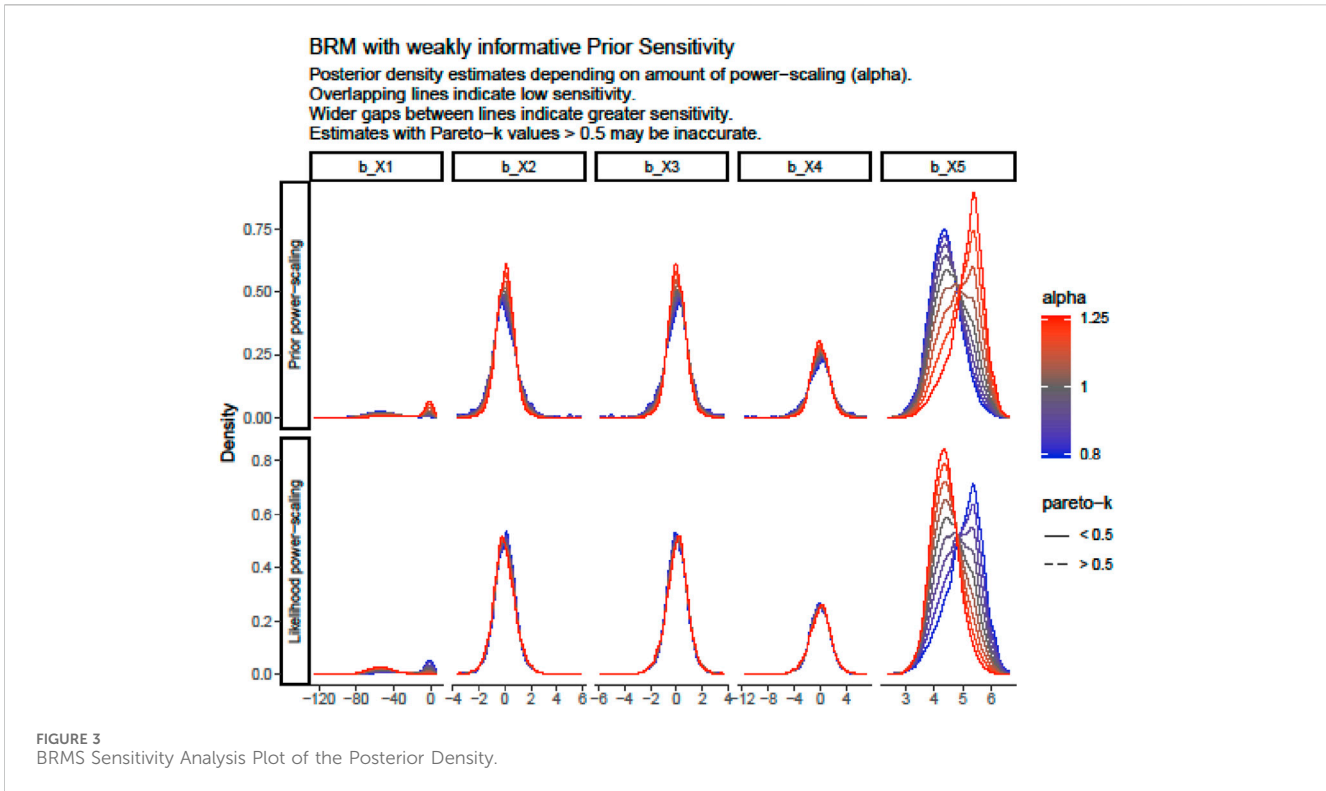 BRM with weakly informative Prior Sensitivity
Posterior density estimates depending on amount of power-scaling (alpha).
Overlapping lines indicate low sensitivity.
Wider gaps between lines indicate greater sensitivity.
Estimates with Pareto-k values > 0.5 may be inaccurate.
b_X1 b_X2 b_X3 b_X4 b_X5
Density
Prior power-scaling
0.75
0.50
0.25
0.00
Likelihood power-scaling
0.8
0.6
0.4
0.2
0.0
-120 -80 -40 0 -4 -2 0 2 4 6 -6 -4 -2 0 2 4 -12 -8 -4 0 4 3 4 5 6
alpha
1.25
1
0.8
pareto-k
< 0.5
> 0.5
FIGURE 3
BRMS Sensitivity Analysis Plot of the Posterior Density.